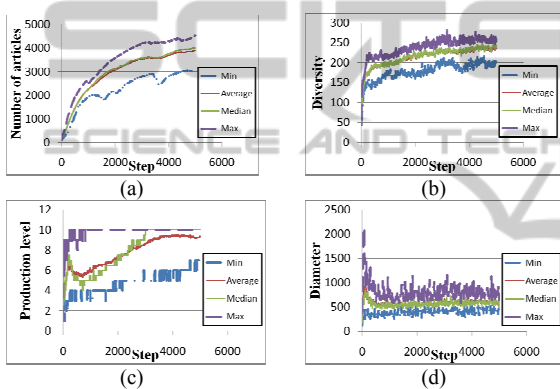 SCITE
SCIENCE AND TECH
Number of articles
5000
4000
3000
2000
1000
0
0 2000 4000 6000
Step
Min
Average
Median
Max
(a)
Diversity
300
250
200
150
100
50
0
0 2000 4000 6000
Step
Min
Average
Median
Max
(b)
Production level
12
10
8
6
4
2
0
0 2000 4000 6000
Step
Min
Average
Median
Max
(c)
Diameter
2500
2000
1500
1000
500
0
0 2000 4000 6000
Step
Min
Average
Median
Max
(d)